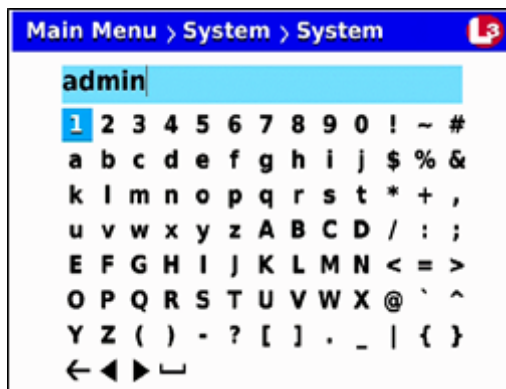 Main Menu > System > System L3
admin
1 2 3 4 5 6 7 8 9 0 ! ~ #
a b c d e f g h i j $ % &
k l m n o p q r s t * + ,
u v w x y z A B C D / : ;
E F G H I J K L M N < = >
O P Q R S T U V W X @ ` ^
Y Z ( ) - ? [ ] . _ | { }
← ◀ ▶ ⎵